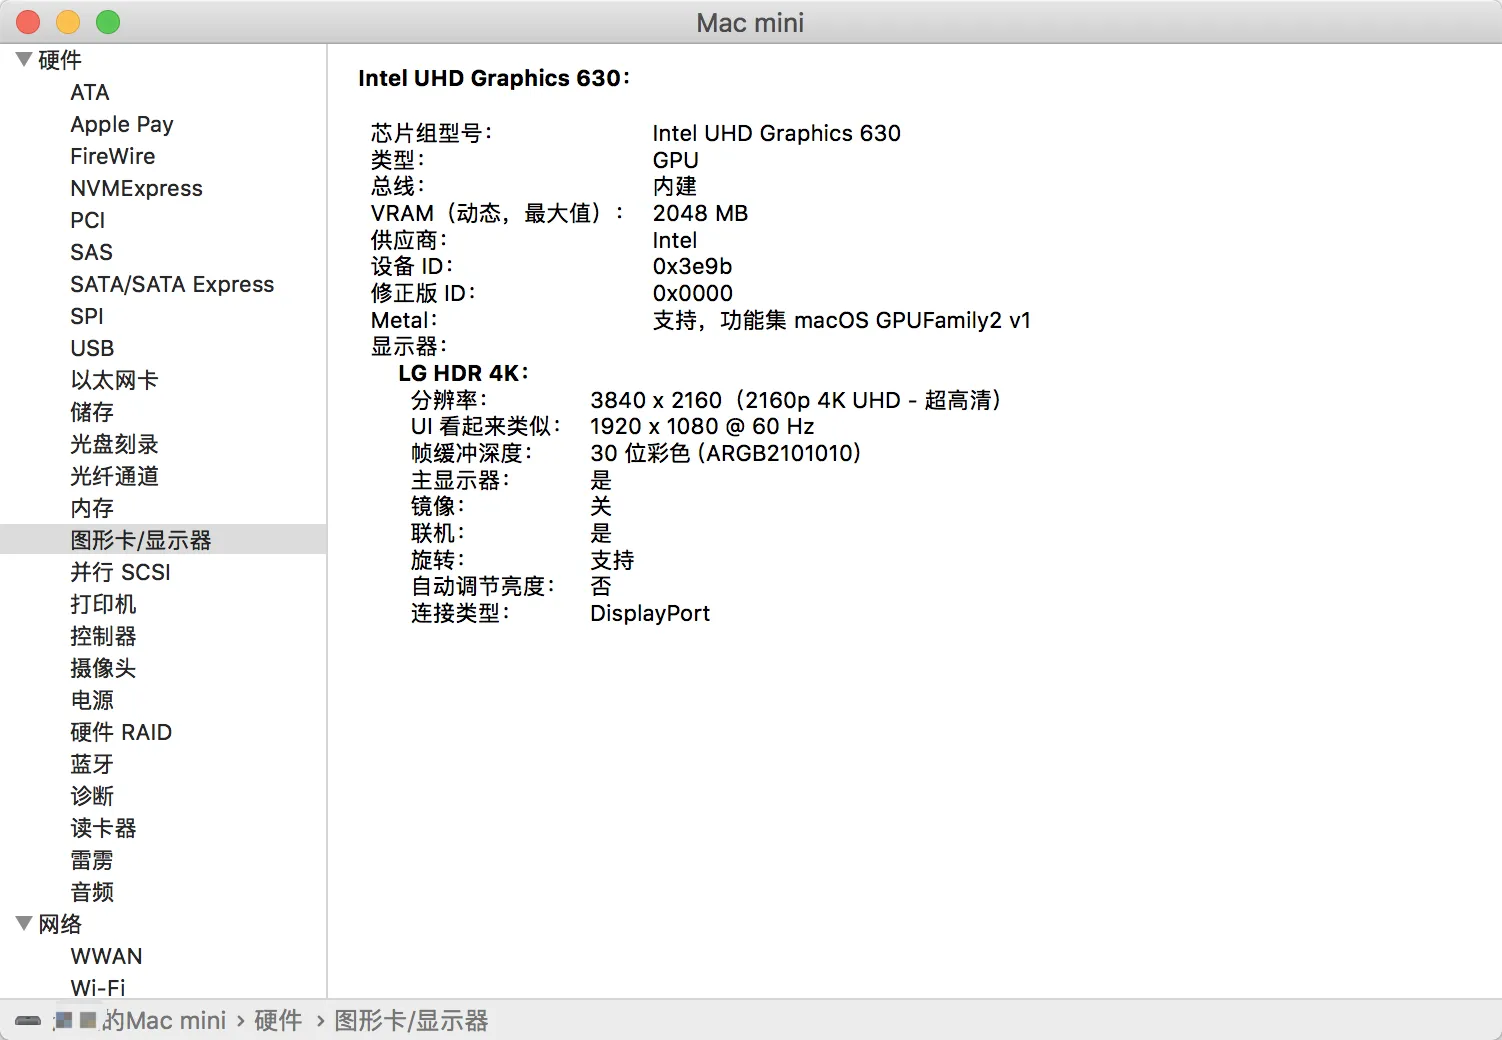 Mac mini
硬件
ATA
Apple Pay
FireWire
NVMExpress
PCI
SAS
SATA/SATA Express
SPI
USB
以太网卡
储存
光盘刻录
光纤通道
内存
图形卡/显示器
并行 SCSI
打印机
控制器
摄像头
电源
硬件 RAID
蓝牙
诊断
读卡器
雷雳
音频
网络
WWAN
Wi-Fi
Intel UHD Graphics 630：
芯片组型号： Intel UHD Graphics 630
类型： GPU
总线： 内建
VRAM（动态，最大值）： 2048 MB
供应商： Intel
设备 ID： 0x3e9b
修正版 ID： 0x0000
Metal： 支持，功能集 macOS GPUFamily2 v1
显示器：
LG HDR 4K：
分辨率： 3840 x 2160（2160p 4K UHD - 超高清）
UI 看起来类似： 1920 x 1080 @ 60 Hz
帧缓冲深度： 30 位彩色 (ARGB2101010)
主显示器： 是
镜像： 关
联机： 是
旋转： 支持
自动调节亮度： 否
连接类型： DisplayPort
的Mac mini › 硬件 › 图形卡/显示器